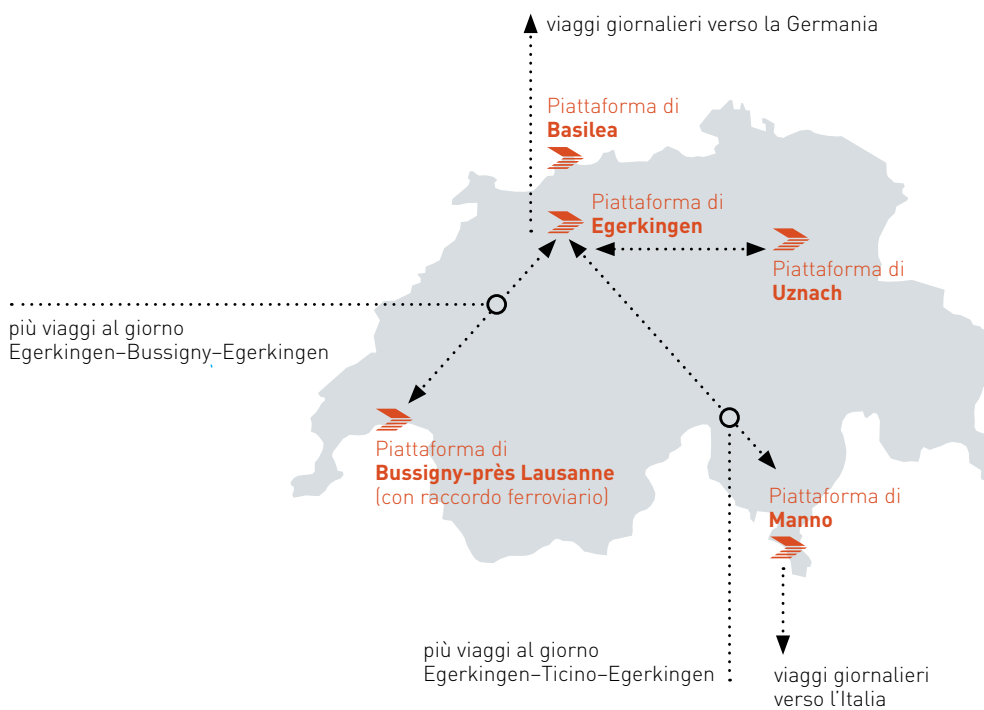 viaggi giornalieri verso la Germania
Piattaforma di
Basilea
Piattaforma di
Egerkingen
Piattaforma di
Uznach
più viaggi al giorno
Egerkingen–Bussigny–Egerkingen
Piattaforma di
Bussigny-près Lausanne
(con raccordo ferroviario)
Piattaforma di
Manno
più viaggi al giorno
Egerkingen–Ticino–Egerkingen
viaggi giornalieri
verso l'Italia